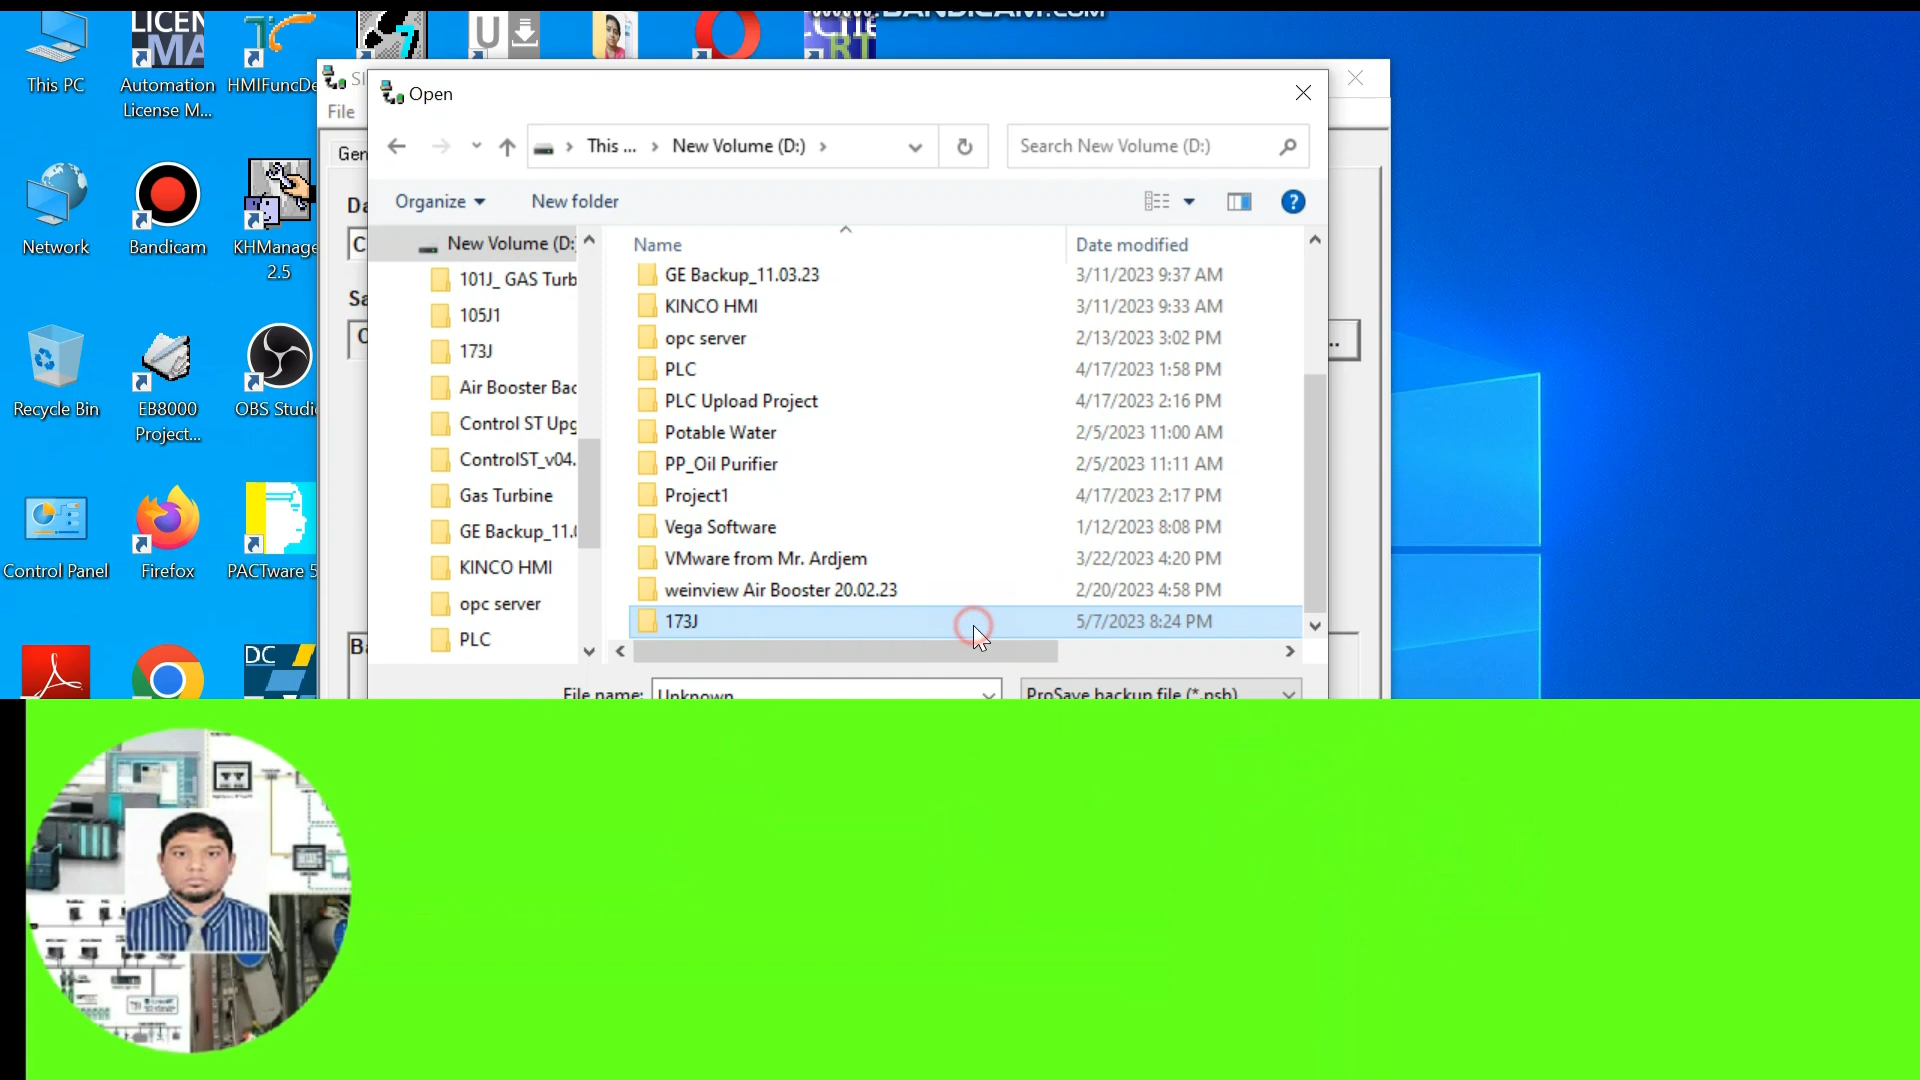 BANDICAM.COM
This PC
Automation
License M...
HMIFuncDe
Network
Bandicam
KHManage
2.5
Recycle Bin
EB8000
Project...
OBS Studi
Control Panel
Firefox
PACTware 5
DC
File
Gen
Open
This ...
New Volume (D:)
Search New Volume (D:)
Organize
New folder
New Volume (D:
101J_ GAS Turb
105J1
173J
Air Booster Bac
Control ST Upg
ControlST_v04.
Gas Turbine
GE Backup_11.0
KINCO HMI
opc server
PLC
Name Date modified
GE Backup_11.03.23 3/11/2023 9:37 AM
KINCO HMI 3/11/2023 9:33 AM
opc server 2/13/2023 3:02 PM
PLC 4/17/2023 1:58 PM
PLC Upload Project 4/17/2023 2:16 PM
Potable Water 2/5/2023 11:00 AM
PP_Oil Purifier 2/5/2023 11:11 AM
Project1 4/17/2023 2:17 PM
Vega Software 1/12/2023 8:08 PM
VMware from Mr. Ardjem 3/22/2023 4:20 PM
weinview Air Booster 20.02.23 2/20/2023 4:58 PM
173J 5/7/2023 8:24 PM
File name: Unknown ProSave backup file (*.psb)